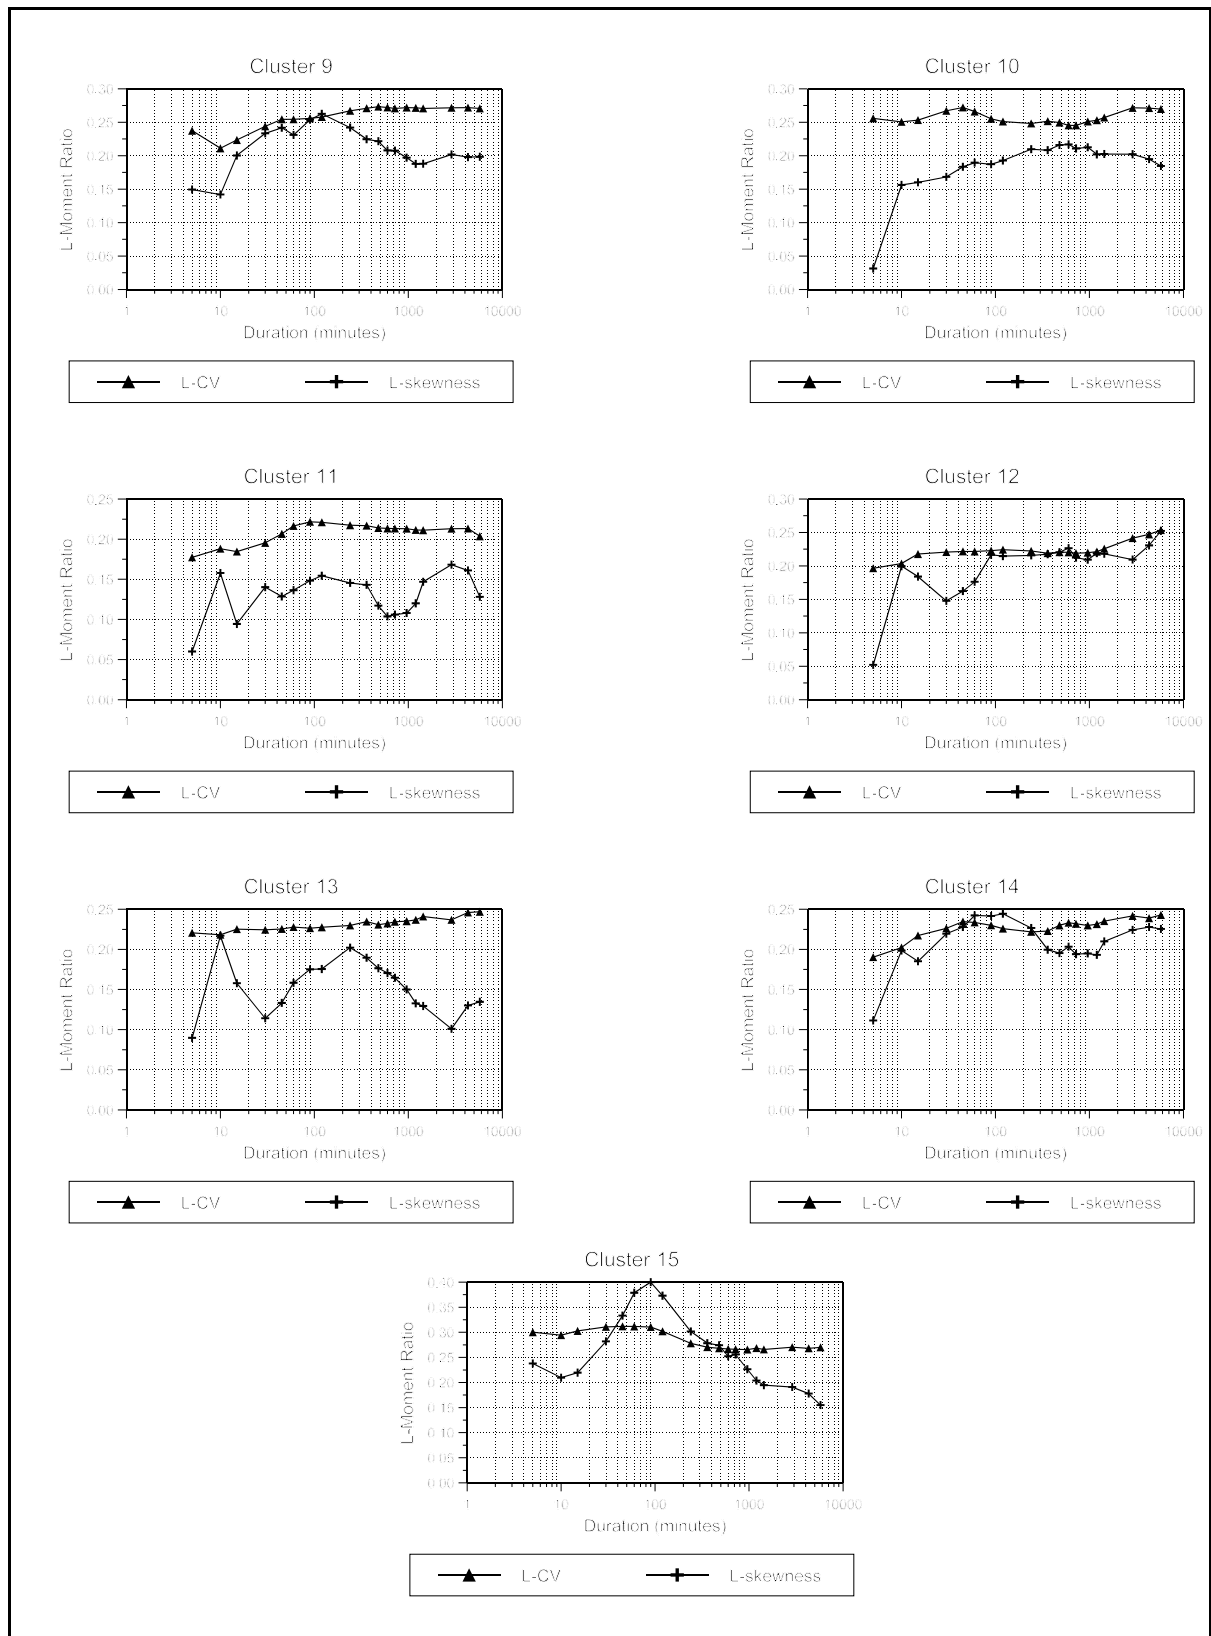 Cluster 9
0.30
0.25
0.20
0.15
0.10
0.05
0.00
L-Moment Ratio
1 10 100 1000 10000
Duration (minutes)
L-CV L-skewness
Cluster 10
0.30
0.25
0.20
0.15
0.10
0.05
0.00
L-Moment Ratio
1 10 100 1000 10000
Duration (minutes)
L-CV L-skewness
Cluster 11
0.25
0.20
0.15
0.10
0.05
0.00
L-Moment Ratio
1 10 100 1000 10000
Duration (minutes)
L-CV L-skewness
Cluster 12
0.30
0.25
0.20
0.15
0.10
0.05
0.00
L-Moment Ratio
1 10 100 1000 10000
Duration (minutes)
L-CV L-skewness
Cluster 13
0.25
0.20
0.15
0.10
0.05
0.00
L-Moment Ratio
1 10 100 1000 10000
Duration (minutes)
L-CV L-skewness
Cluster 14
0.25
0.20
0.15
0.10
0.05
0.00
L-Moment Ratio
1 10 100 1000 10000
Duration (minutes)
L-CV L-skewness
Cluster 15
0.40
0.35
0.30
0.25
0.20
0.15
0.10
0.05
0.00
L-Moment Ratio
1 10 100 1000 10000
Duration (minutes)
L-CV L-skewness